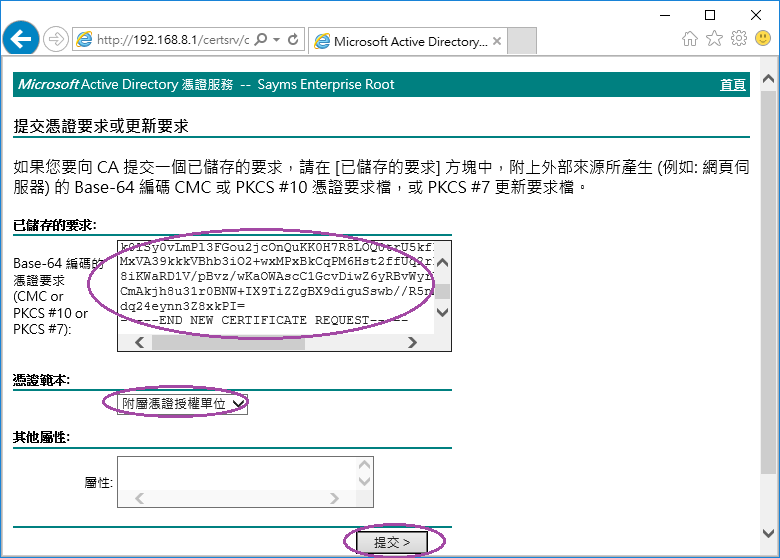 http://192.168.8.1/certsrv/c
Microsoft Active Directory...
Microsoft Active Directory 憑證服務 -- Sayms Enterprise Root
首頁
提交憑證要求或更新要求
如果您要向 CA 提交一個已儲存的要求，請在 [已儲存的要求] 方塊中，附上外部來源所產生 (例如: 網頁伺
服器) 的 Base-64 編碼 CMC 或 PKCS #10 憑證要求檔，或 PKCS #7 更新要求檔。
已儲存的要求:
Base-64 編碼的
憑證要求
(CMC or
PKCS #10 or
PKCS #7):
MxVA39kkkVBhb3iO2+wxMPxBkCqPM6Hst2ffUq2r
8iKWaRD1V/pBvz/wKaOWAscC1GcvDiwZ6yRBvWyr
CmAkjh8u31r0BNW+IX9TiZZgBX9diguSswb//R5n
dq24eynn3Z8xkPI=
-----END NEW CERTIFICATE REQUEST-----
憑證範本:
附屬憑證授權單位
其他屬性:
屬性:
提交 >